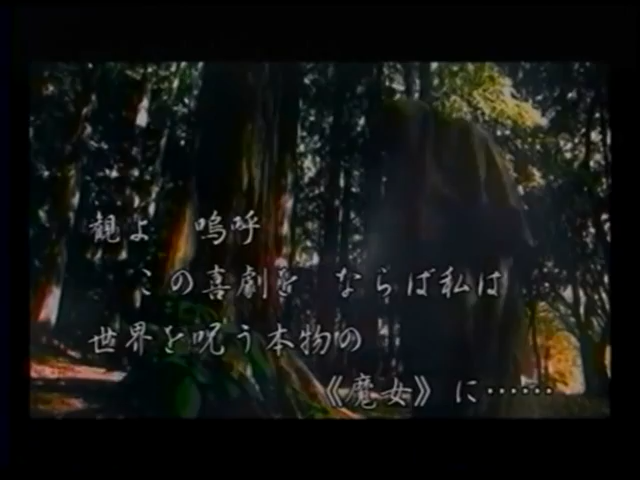 観よ 嗚呼
この喜劇を ならば私は
世界を呪う本物の
《魔女》に……